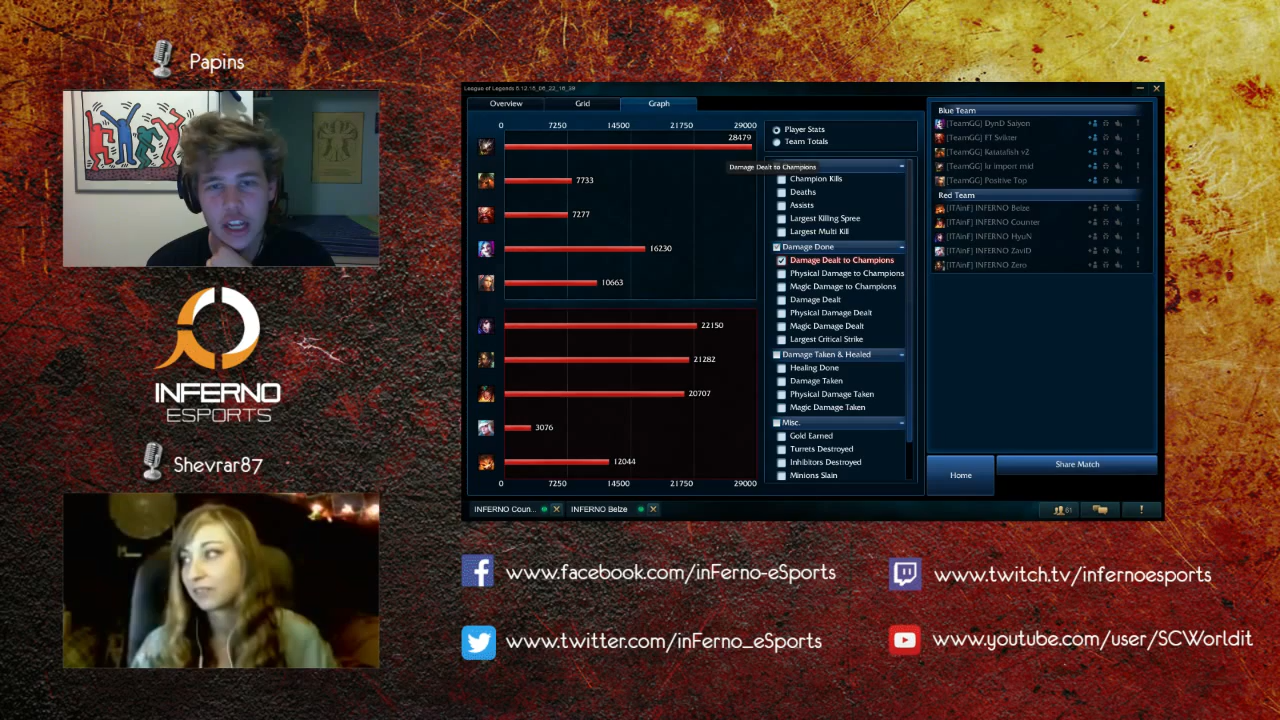 Papins
INFERNO
ESPORTS
Shevrar87
Overview
Grid
Graph
0
7250
14500
21750
29000
28479
7733
7277
16230
10663
22150
21282
20707
3076
12044
0
7250
14500
21750
29000
Player Stats
Team Totals
Damage Dealt to Champions
Champion Kills
Deaths
Assists
Largest Killing Spree
Largest Multi Kill
Damage Done
Damage Dealt to Champions
Physical Damage to Champions
Magic Damage to Champions
Damage Dealt
Physical Damage Dealt
Magic Damage Dealt
Largest Critical Strike
Damage Taken & Healed
Healing Done
Damage Taken
Physical Damage Taken
Magic Damage Taken
Misc.
Gold Earned
Turrets Destroyed
Inhibitors Destroyed
Minions Slain
Blue Team
[TeamGG] DynD Saiyon
[TeamGG] FT Svikter
[TeamGG] Katatafish v2
[TeamGG] kr import mid
[TeamGG] Positive Top
Red Team
[ITAinF] INFERNO Belze
[ITAinF] INFERNO Counter
[ITAinF] INFERNO HyuN
[ITAinF] INFERNO ZaviD
[ITAinF] INFERNO Zero
Home
Share Match
INFERNO Coun...
INFERNO Belze
61
www.facebook.com/inFerno-eSports
www.twitch.tv/infernoesports
www.twitter.com/inFerno_eSports
www.youtube.com/user/SCWorldit